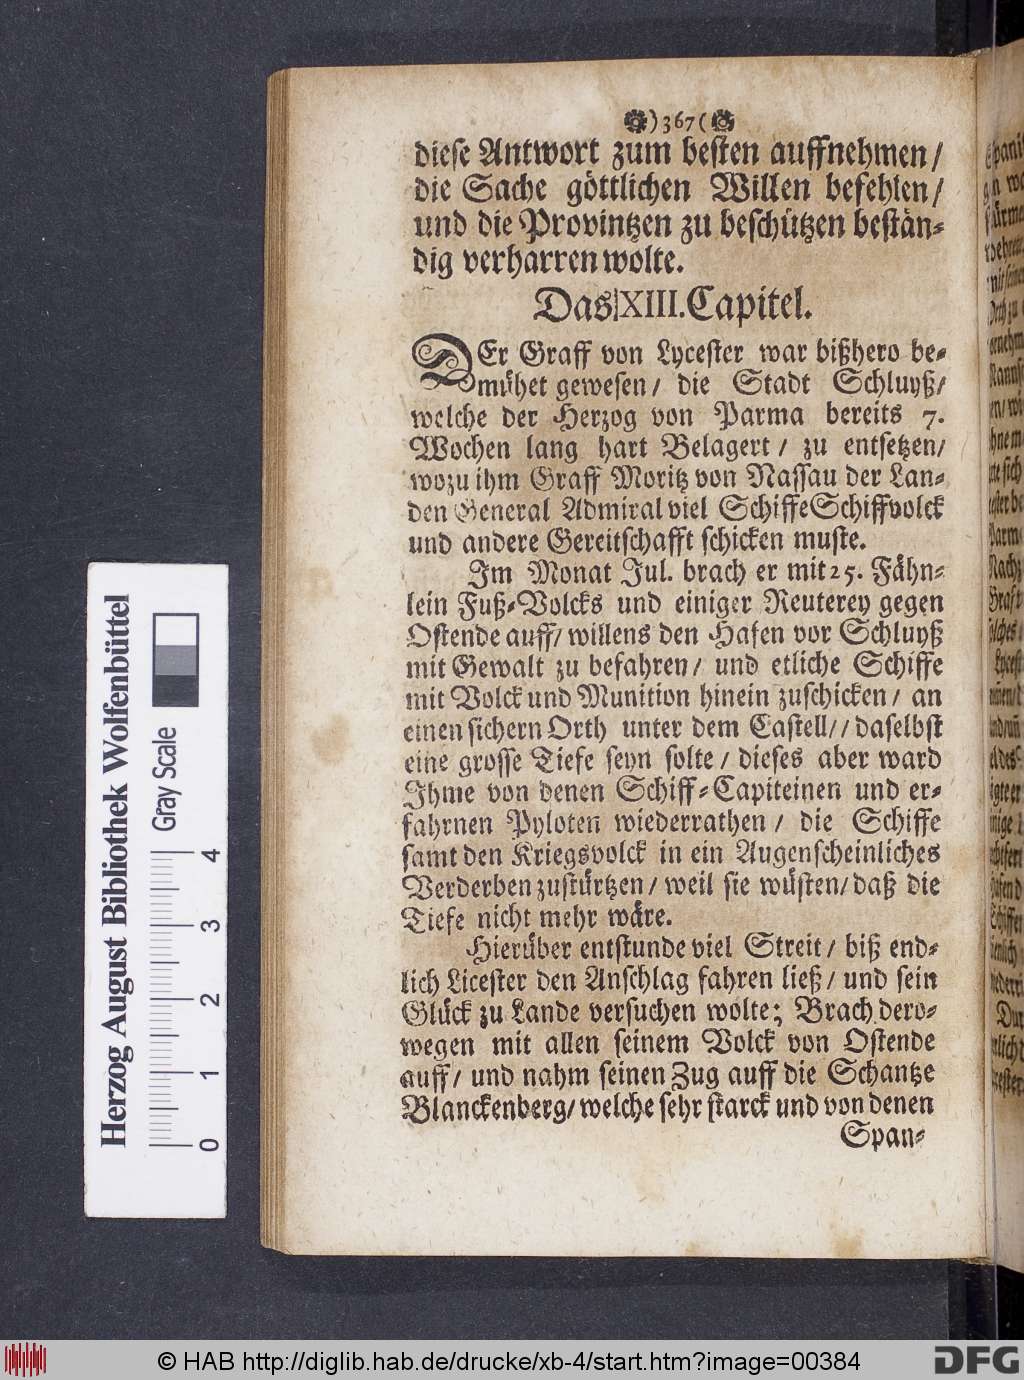 )367(
diese Antwort zum besten auffnehmen/
die Sache göttlichen Willen befehlen/
und die Provintzen zu beschützen bestän-
dig verharren wolte.
Das XIII. Capitel.
DEr Graff von Lycester war bißhero be-
mühet gewesen/ die Stadt Schluyß/
welche der Herzog von Parma bereits 7.
Wochen lang hart Belagert/ zu entsetzen/
wozu ihm Graff Moritz von Nassau der Lan-
den General Admiral viel Schiffe Schiffvolck
und andere Gereitschafft schicken muste.
Im Monat Jul. brach er mit 25. Fähn-
lein Fuß-Volcks und einiger Reuterey gegen
Ostende auff/ willens den Hafen vor Schluyß
mit Gewalt zu befahren/ und etliche Schiffe
mit Volck und Munition hinein zuschicken/ an
einen sichern Orth unter dem Castell// daselbst
eine grosse Tiefe seyn solte/ dieses aber ward
Ihme von denen Schiff-Capiteinen und er-
fahrnen Pyloten wiederrathen/ die Schiffe
samt den Kriegsvolck in ein Augenscheinliches
Verderben zustürtzen/ weil sie wüsten/ daß die
Tiefe nicht mehr wäre.
Hierüber entstunde viel Streit/ biß end-
lich Licester den Anschlag fahren ließ/ und sein
Glück zu Lande versuchen wolte; Brach dero-
wegen mit allen seinem Volck von Ostende
auff/ und nahm seinen Zug auff die Schantze
Blanckenberg/ welche sehr starck und von denen
Span-
Herzog August Bibliothek Wolfenbüttel
Gray Scale
0 1 2 3 4
© HAB http://diglib.hab.de/drucke/xb-4/start.htm?image=00384
DFG